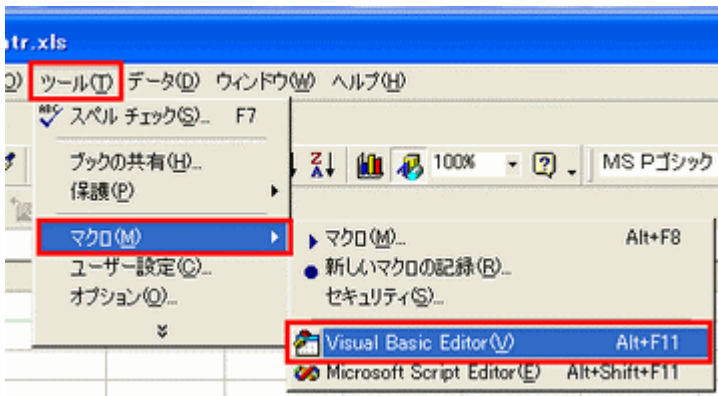 tr.xls
O) ツール(T) データ(D) ウィンドウ(W) ヘルプ(H)
スペル チェック(S)... F7
ブックの共有(H)...
100% MS Pゴシック
保護(P)
マクロ(M)
マクロ(M)... Alt+F8
ユーザー設定(C)...
新しいマクロの記録(R)...
オプション(O)...
セキュリティ(S)...
Visual Basic Editor(V) Alt+F11
Microsoft Script Editor(E) Alt+Shift+F11